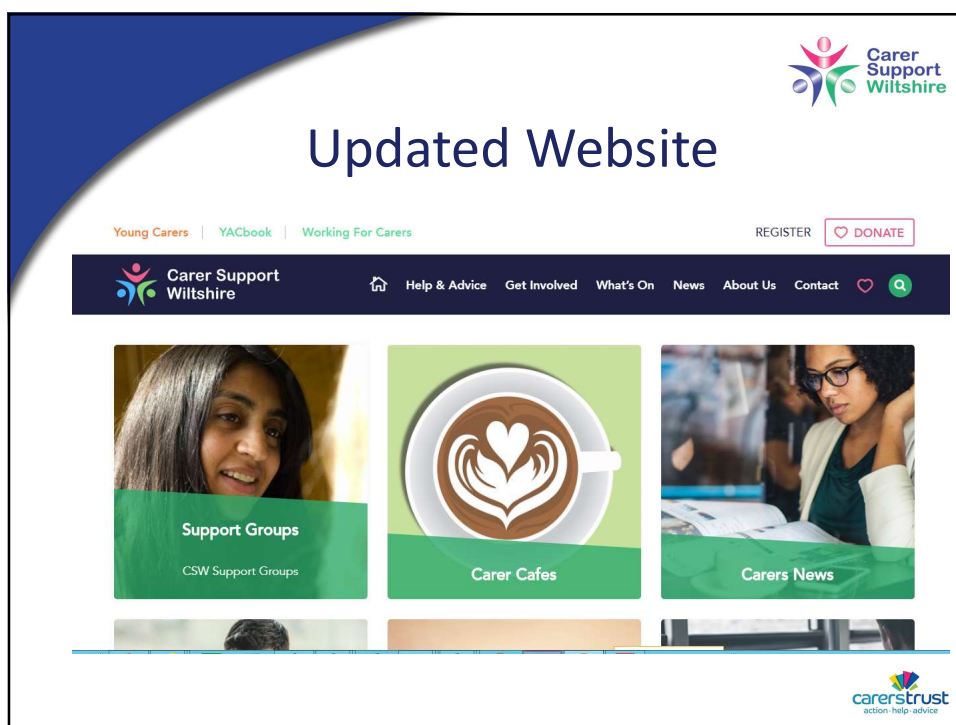 Carer
Support
Wiltshire
Updated Website
Young Carers | YACbook | Working For Carers REGISTER DONATE
Carer Support
Wiltshire
Help & Advice Get Involved What's On News About Us Contact
Support Groups
CSW Support Groups
Carer Cafes
Carers News
carerstrust
action·help·advice